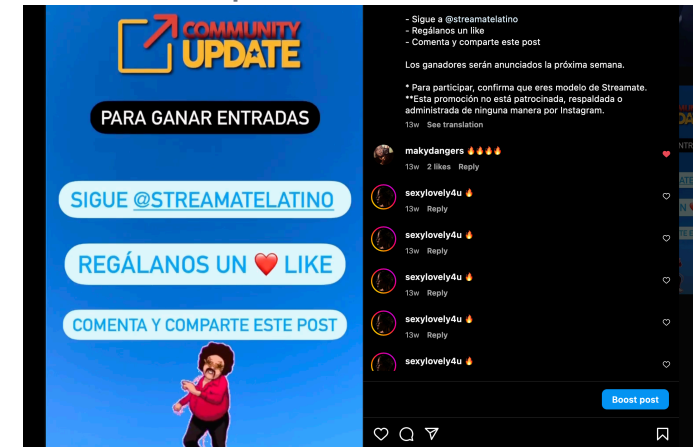 COMMUNITY
UPDATE
PARA GANAR ENTRADAS
SIGUE @STREAMATELATINO
REGÁLANOS UN ❤️ LIKE
COMENTA Y COMPARTE ESTE POST
- Sigue a @streamatelatino
- Regálanos un like
- Comenta y comparte este post
Los ganadores serán anunciados la próxima semana.
* Para participar, confirma que eres modelo de Streamate.
**Esta promoción no está patrocinada, respaldada o
administrada de ninguna manera por Instagram.
13w See translation
makydangers 🔥🔥🔥🔥
13w 2 likes Reply
sexylovely4u 🔥
13w Reply
sexylovely4u 🔥
13w Reply
sexylovely4u 🔥
13w Reply
sexylovely4u 🔥
13w Reply
sexylovely4u 🔥
Boost post